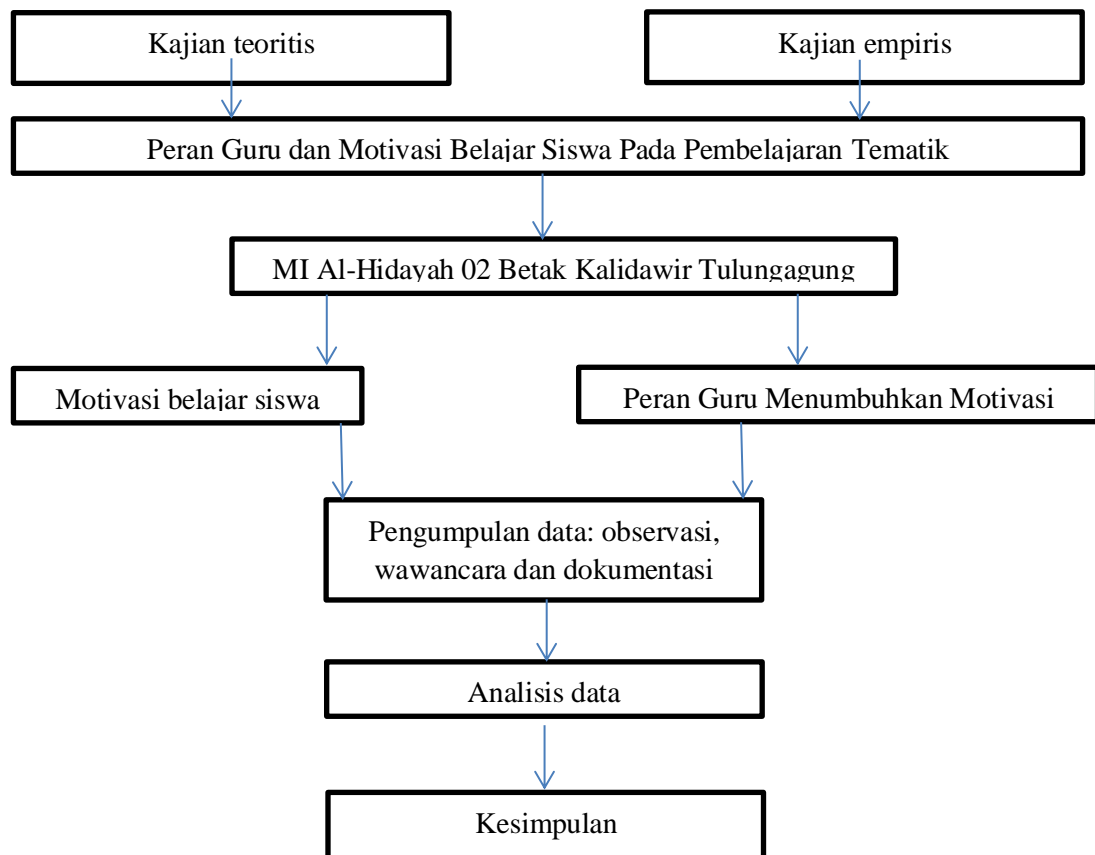 Kajian teoritis
Kajian empiris
Peran Guru dan Motivasi Belajar Siswa Pada Pembelajaran Tematik
MI Al-Hidayah 02 Betak Kalidawir Tulungagung
Motivasi belajar siswa
Peran Guru Menumbuhkan Motivasi
Pengumpulan data: observasi,
wawancara dan dokumentasi
Analisis data
Kesimpulan